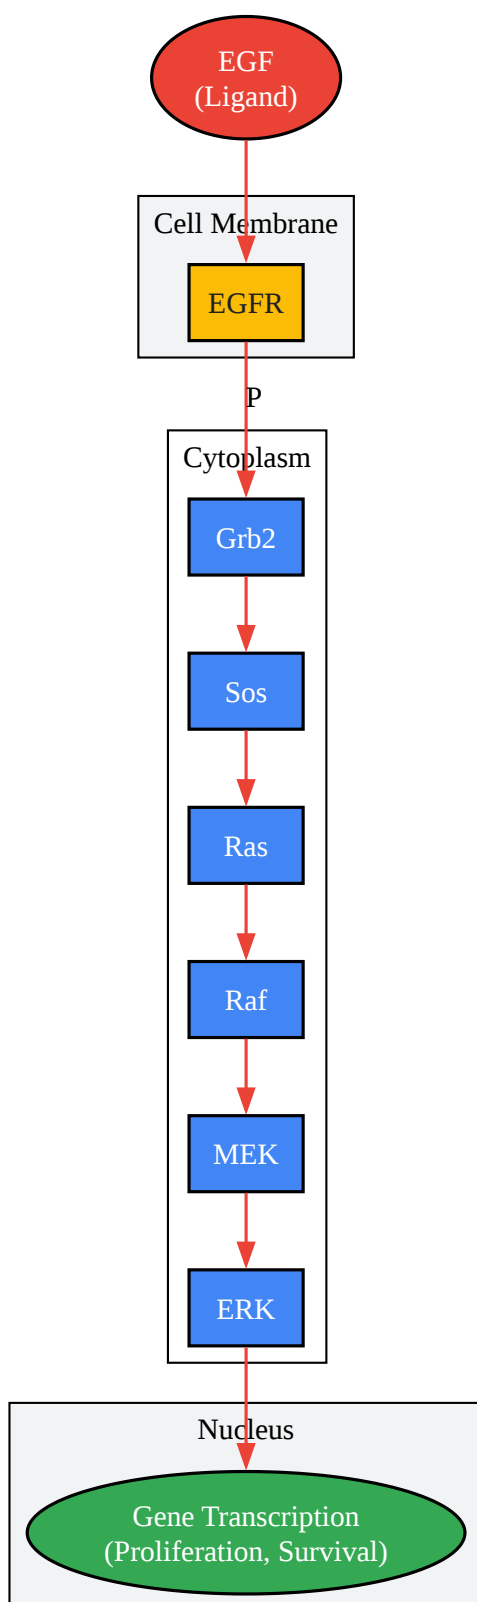 EGF
(Ligand)
Cell Membrane
EGFR
P
Cytoplasm
Grb2
Sos
Ras
Raf
MEK
ERK
Nucleus
Gene Transcription
(Proliferation, Survival)